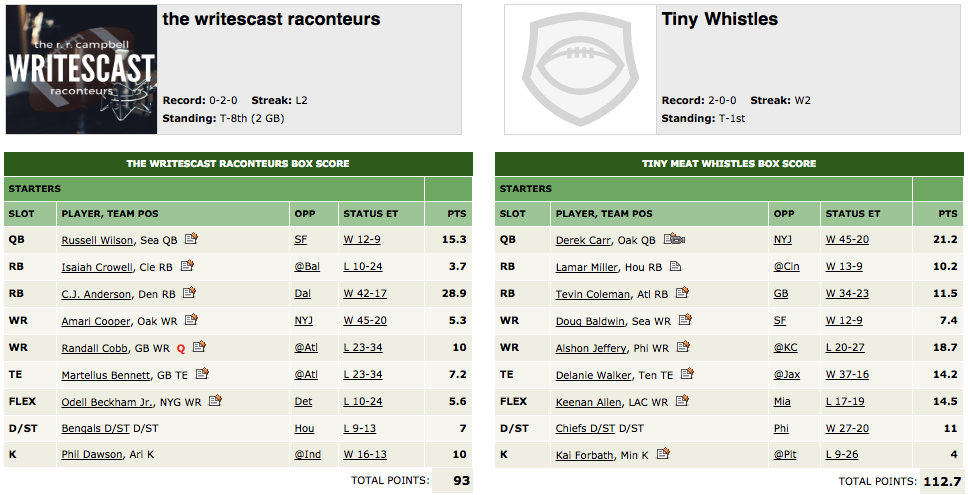 the writescast raconteurs
the r. r. campbell
WRITESCAST
raconteurs
Record: 0-2-0 Streak: L2
Standing: T-8th (2 GB)
Tiny Whistles
Record: 2-0-0 Streak: W2
Standing: T-1st
THE WRITESCAST RACONTEURS BOX SCORE
STARTERS
SLOT PLAYER, TEAM POS OPP STATUS ET PTS
QB Russell Wilson, Sea QB SF W 12-9 15.3
RB Isaiah Crowell, Cle RB @Bal L 10-24 3.7
RB C.J. Anderson, Den RB Dal W 42-17 28.9
WR Amari Cooper, Oak WR NYJ W 45-20 5.3
WR Randall Cobb, GB WR Q @Atl L 23-34 10
TE Martellus Bennett, GB TE @Atl L 23-34 7.2
FLEX Odell Beckham Jr., NYG WR Det L 10-24 5.6
D/ST Bengals D/ST D/ST Hou L 9-13 7
K Phil Dawson, Ari K @Ind W 16-13 10
TOTAL POINTS: 93
TINY MEAT WHISTLES BOX SCORE
STARTERS
SLOT PLAYER, TEAM POS OPP STATUS ET PTS
QB Derek Carr, Oak QB NYJ W 45-20 21.2
RB Lamar Miller, Hou RB @Cin W 13-9 10.2
RB Tevin Coleman, Atl RB GB W 34-23 11.5
WR Doug Baldwin, Sea WR SF W 12-9 7.4
WR Alshon Jeffery, Phi WR @KC L 20-27 18.7
TE Delanie Walker, Ten TE @Jax W 37-16 14.2
FLEX Keenan Allen, LAC WR Mia L 17-19 14.5
D/ST Chiefs D/ST D/ST Phi W 27-20 11
K Kai Forbath, Min K @Pit L 9-26 4
TOTAL POINTS: 112.7